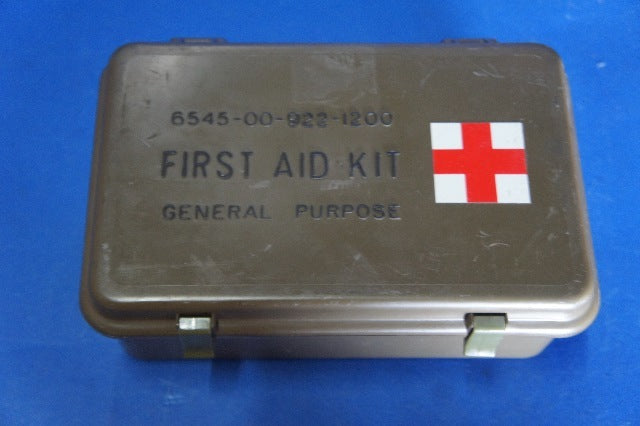 6545-00-922-1200
FIRST AID KIT
GENERAL PURPOSE